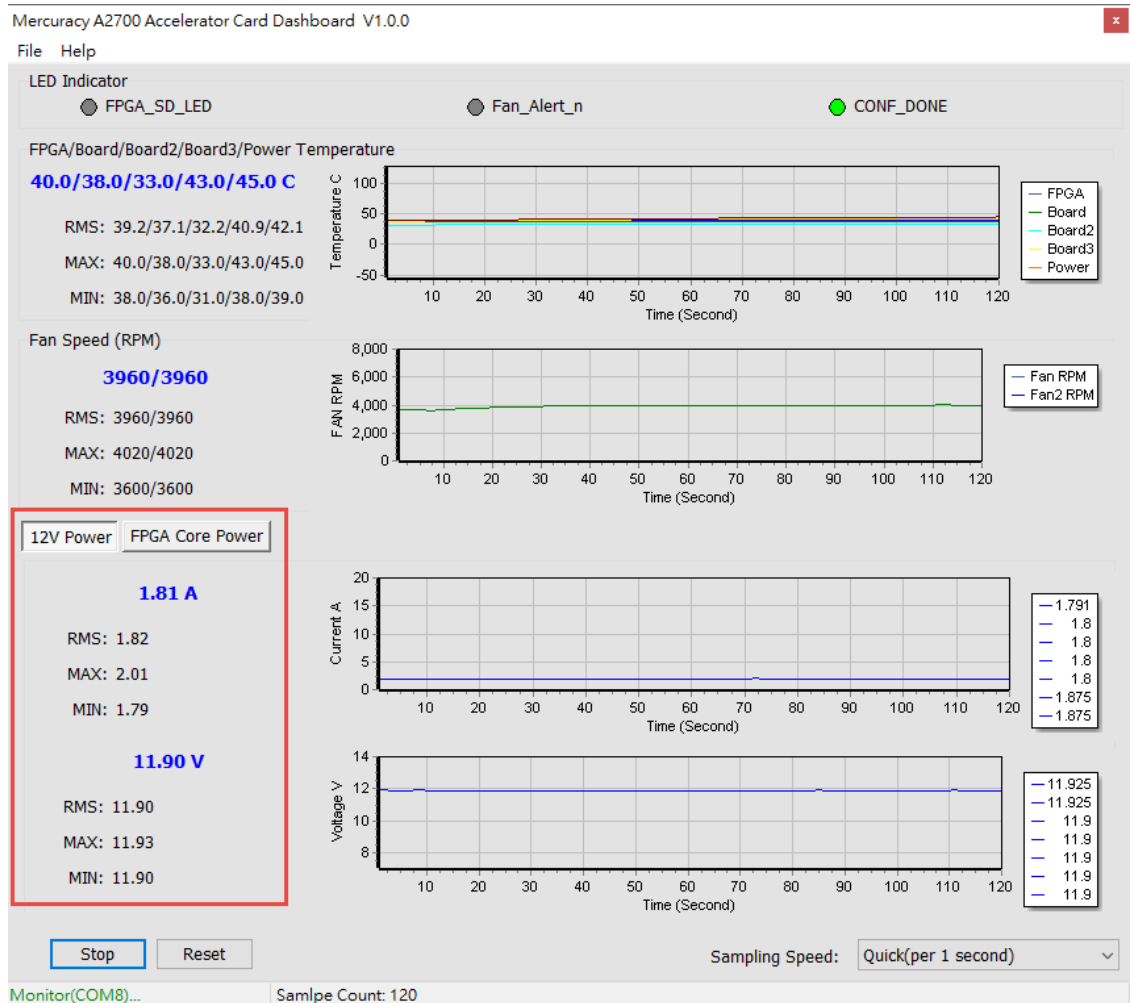 Mercuracy A2700 Accelerator Card Dashboard V1.0.0
x
File Help
LED Indicator
FPGA_SD_LED Fan_Alert_n CONF_DONE
FPGA/Board/Board2/Board3/Power Temperature
40.0/38.0/33.0/43.0/45.0 C
RMS: 39.2/37.1/32.2/40.9/42.1
MAX: 40.0/38.0/33.0/43.0/45.0
MIN: 38.0/36.0/31.0/38.0/39.0
Temperature C
100
50
0
-50
10 20 30 40 50 60 70 80 90 100 110 120
Time (Second)
FPGA
Board
Board2
Board3
Power
Fan Speed (RPM)
3960/3960
RMS: 3960/3960
MAX: 4020/4020
MIN: 3600/3600
FAN RPM
8,000
6,000
4,000
2,000
0
10 20 30 40 50 60 70 80 90 100 110 120
Time (Second)
Fan RPM
Fan2 RPM
12V Power FPGA Core Power
1.81 A
RMS: 1.82
MAX: 2.01
MIN: 1.79
Current A
20
15
10
5
0
10 20 30 40 50 60 70 80 90 100 110 120
Time (Second)
1.791
1.8
1.8
1.8
1.8
1.875
1.875
11.90 V
RMS: 11.90
MAX: 11.93
MIN: 11.90
Voltage V
14
12
10
8
10 20 30 40 50 60 70 80 90 100 110 120
Time (Second)
11.925
11.925
11.9
11.9
11.9
11.9
11.9
Stop Reset Sampling Speed: Quick(per 1 second)
Monitor(COM8)... Samlpe Count: 120